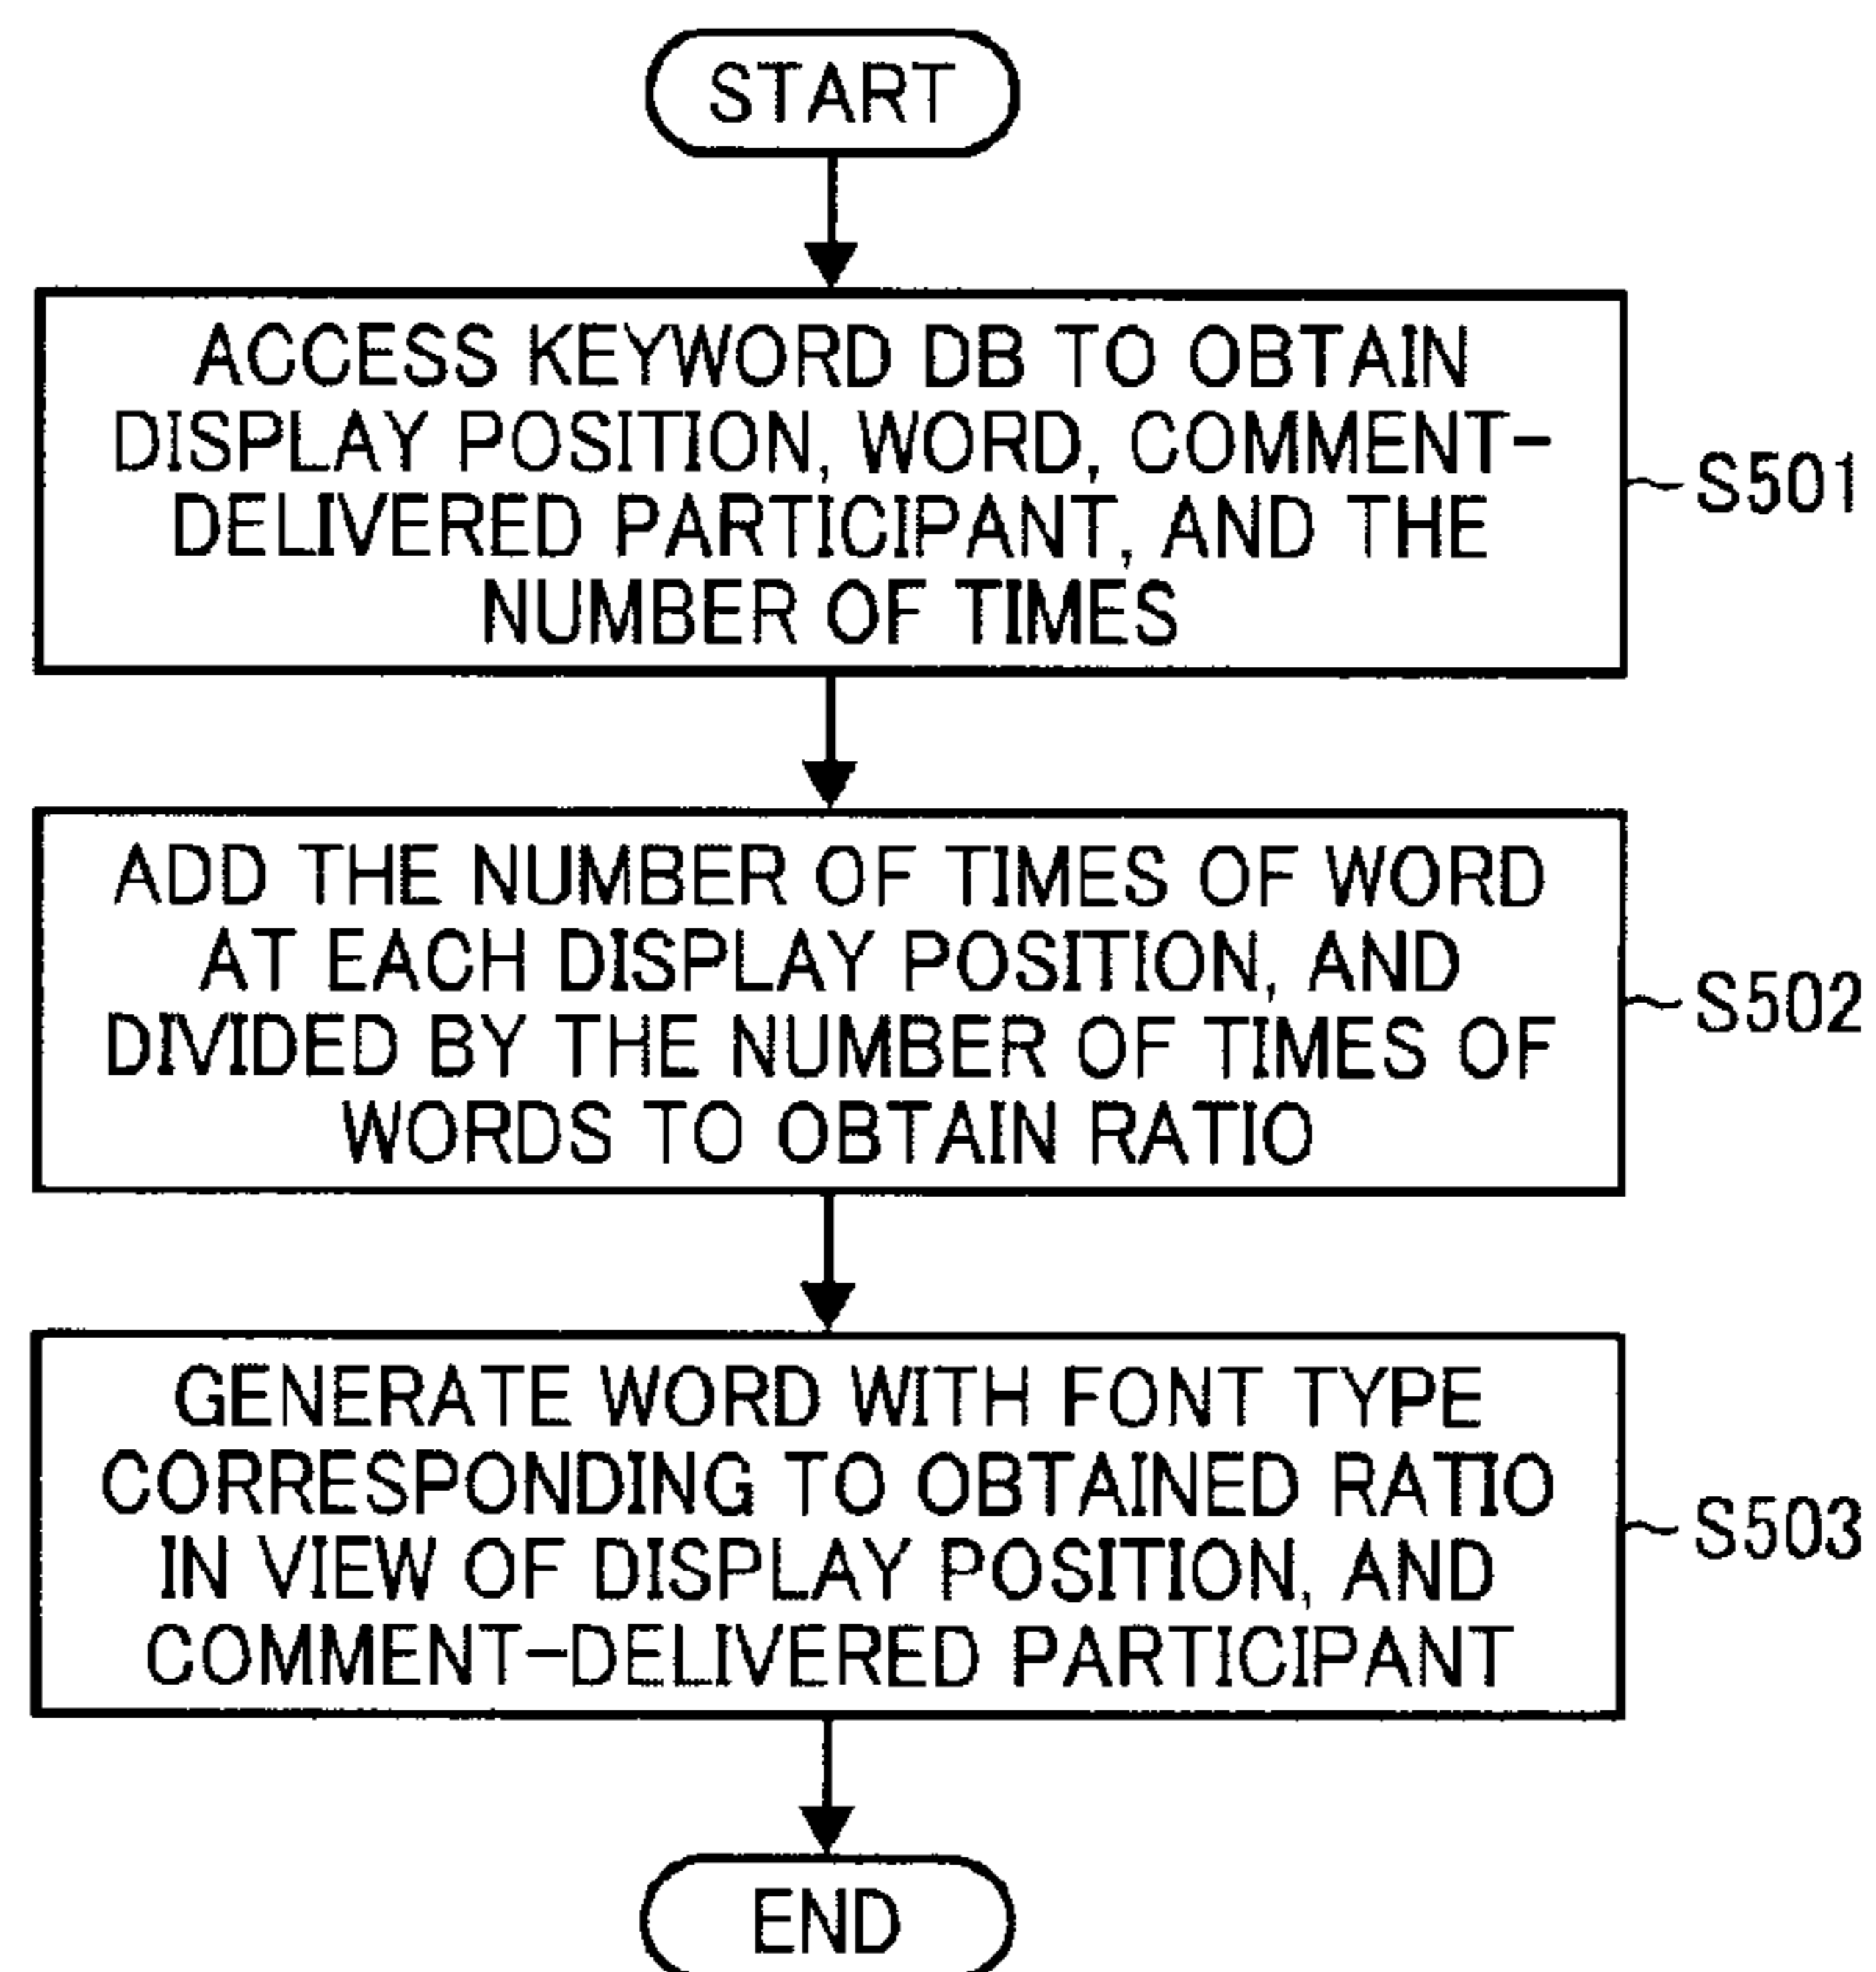 START
ACCESS KEYWORD DB TO OBTAIN
DISPLAY POSITION, WORD, COMMENT-
DELIVERED PARTICIPANT, AND THE
NUMBER OF TIMES
S501
ADD THE NUMBER OF TIMES OF WORD
AT EACH DISPLAY POSITION, AND
DIVIDED BY THE NUMBER OF TIMES OF
WORDS TO OBTAIN RATIO
S502
GENERATE WORD WITH FONT TYPE
CORRESPONDING TO OBTAINED RATIO
IN VIEW OF DISPLAY POSITION, AND
COMMENT-DELIVERED PARTICIPANT
S503
END